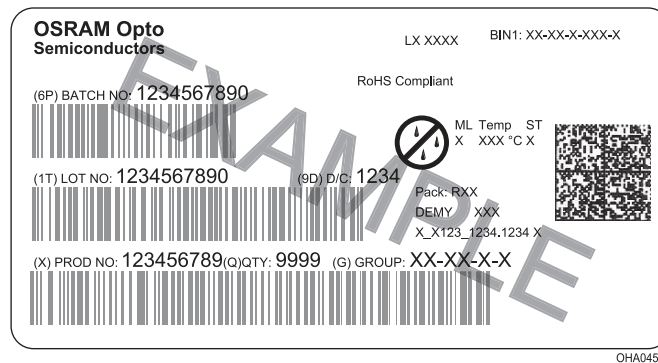 OSRAM Opto
Semiconductors
LX XXXX
BIN1: XX-XX-X-XXX-X
RoHS Compliant
(6P) BATCH NO: 1234567890
ML Temp ST
X XXX °C X
(1T) LOT NO: 1234567890
(9D) D/C: 1234
Pack: RXX
DEMY XXX
X_X123_1234.1234 X
(X) PROD NO: 123456789(Q)QTY: 9999 (G) GROUP: XX-XX-X-X
EXAMPLE
OHA045